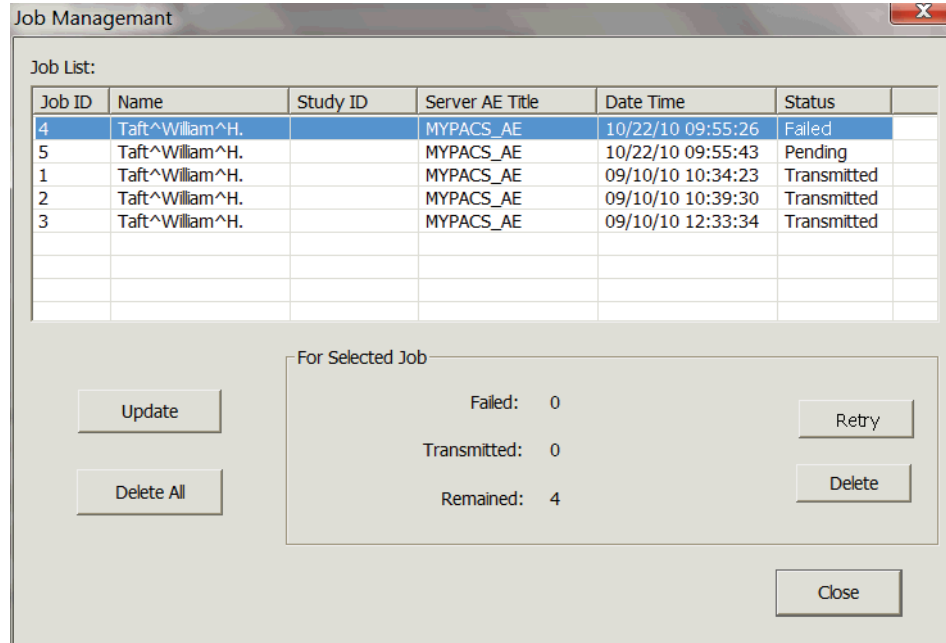 Job Managemant
X
Job List:
Job ID Name Study ID Server AE Title Date Time Status
4 Taft^William^H. MYPACS_AE 10/22/10 09:55:26 Failed
5 Taft^William^H. MYPACS_AE 10/22/10 09:55:43 Pending
1 Taft^William^H. MYPACS_AE 09/10/10 10:34:23 Transmitted
2 Taft^William^H. MYPACS_AE 09/10/10 10:39:30 Transmitted
3 Taft^William^H. MYPACS_AE 09/10/10 12:33:34 Transmitted
For Selected Job
Update
Failed: 0
Retry
Transmitted: 0
Delete All
Remained: 4
Delete
Close